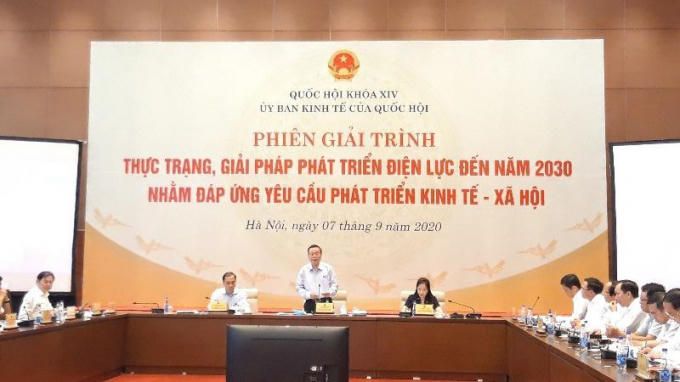 QUỐC HỘI KHÓA XIV
ỦY BAN KINH TẾ CỦA QUỐC HỘI
PHIÊN GIẢI TRÌNH
THỰC TRẠNG, GIẢI PHÁP PHÁT TRIỂN ĐIỆN LỰC ĐẾN NĂM 2030
NHẰM ĐÁP ỨNG YÊU CẦU PHÁT TRIỂN KINH TẾ - XÃ HỘI
Hà Nội, ngày 07 tháng 9 năm 2020